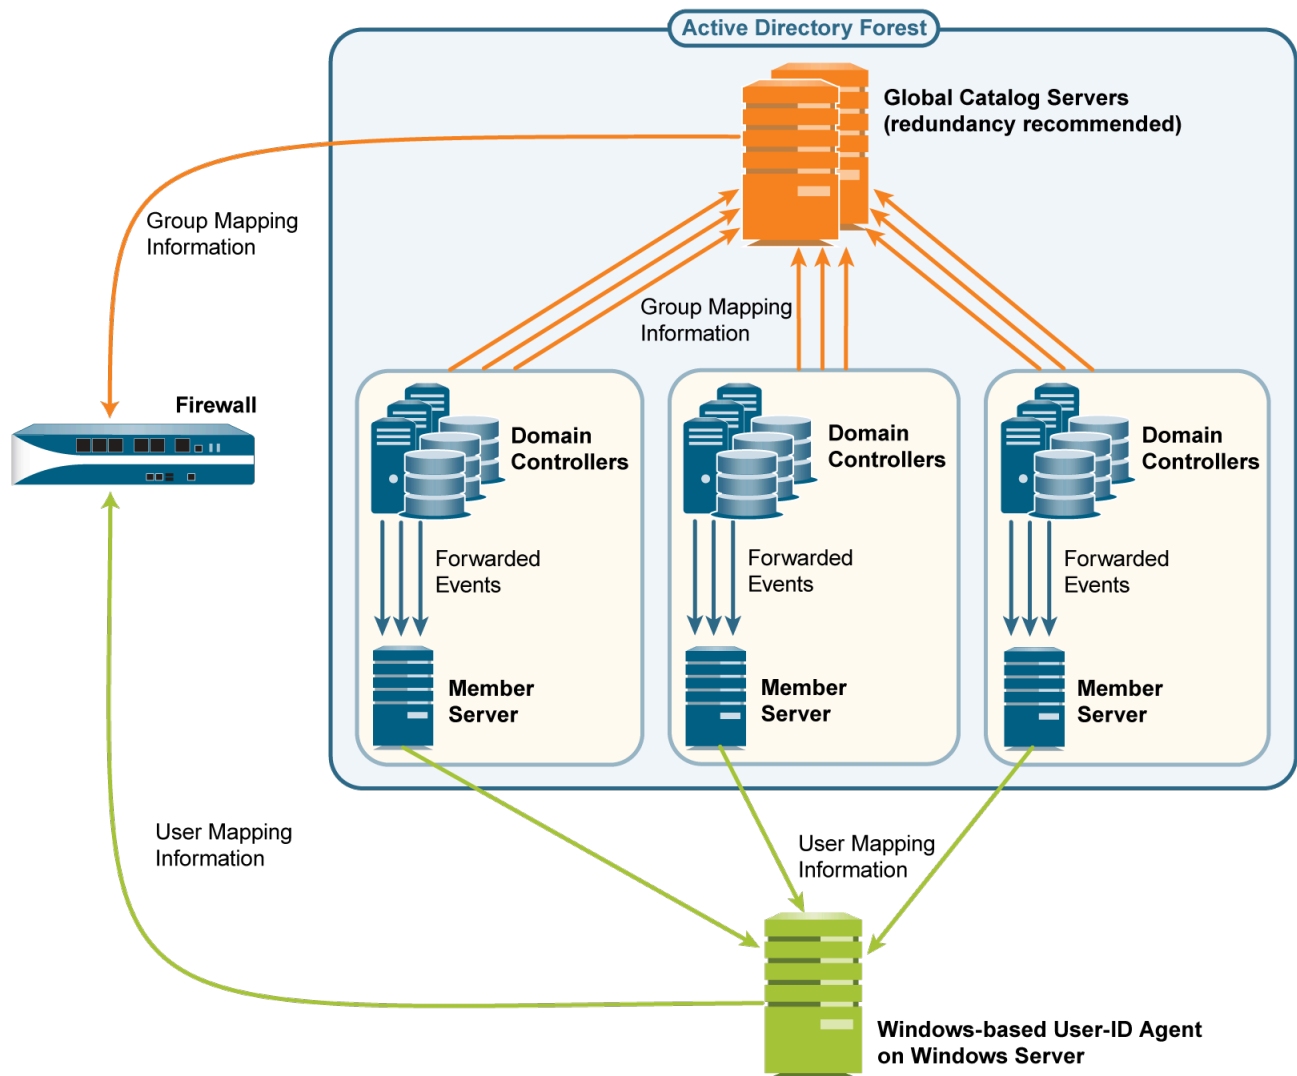 Active Directory Forest
Global Catalog Servers
(redundancy recommended)
Group Mapping
Information
Group Mapping
Information
Firewall
Domain
Controllers
Domain
Controllers
Domain
Controllers
Forwarded
Events
Forwarded
Events
Forwarded
Events
Member
Server
Member
Server
Member
Server
User Mapping
Information
User Mapping
Information
Windows-based User-ID Agent
on Windows Server